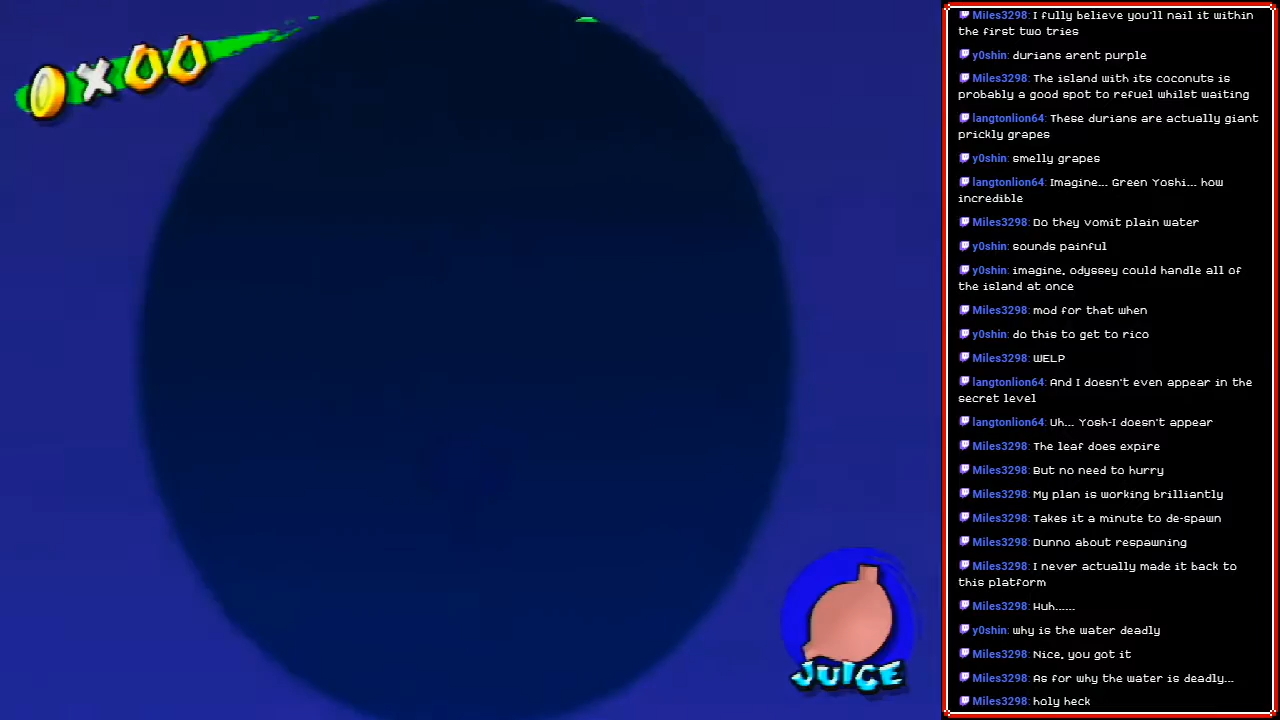 0 × 00
JUICE
Miles3298: I fully believe you'll nail it within
the first two tries
y0shin: durians arent purple
Miles3298: The island with its coconuts is
probably a good spot to refuel whilst waiting
langtonlion64: These durians are actually giant
prickly grapes
y0shin: smelly grapes
langtonlion64: Imagine... Green Yoshi... how
incredible
Miles3298: Do they vomit plain water
y0shin: sounds painful
y0shin: imagine, odyssey could handle all of
the island at once
Miles3298: mod for that when
y0shin: do this to get to rico
Miles3298: WELP
langtonlion64: And I doesn't even appear in the
secret level
langtonlion64: Uh... Yosh-I doesn't appear
Miles3298: The leaf does expire
Miles3298: But no need to hurry
Miles3298: My plan is working brilliantly
Miles3298: Takes it a minute to de-spawn
Miles3298: Dunno about respawning
Miles3298: I never actually made it back to
this platform
Miles3298: Huh......
y0shin: why is the water deadly
Miles3298: Nice, you got it
Miles3298: As for why the water is deadly...
Miles3298: holy heck